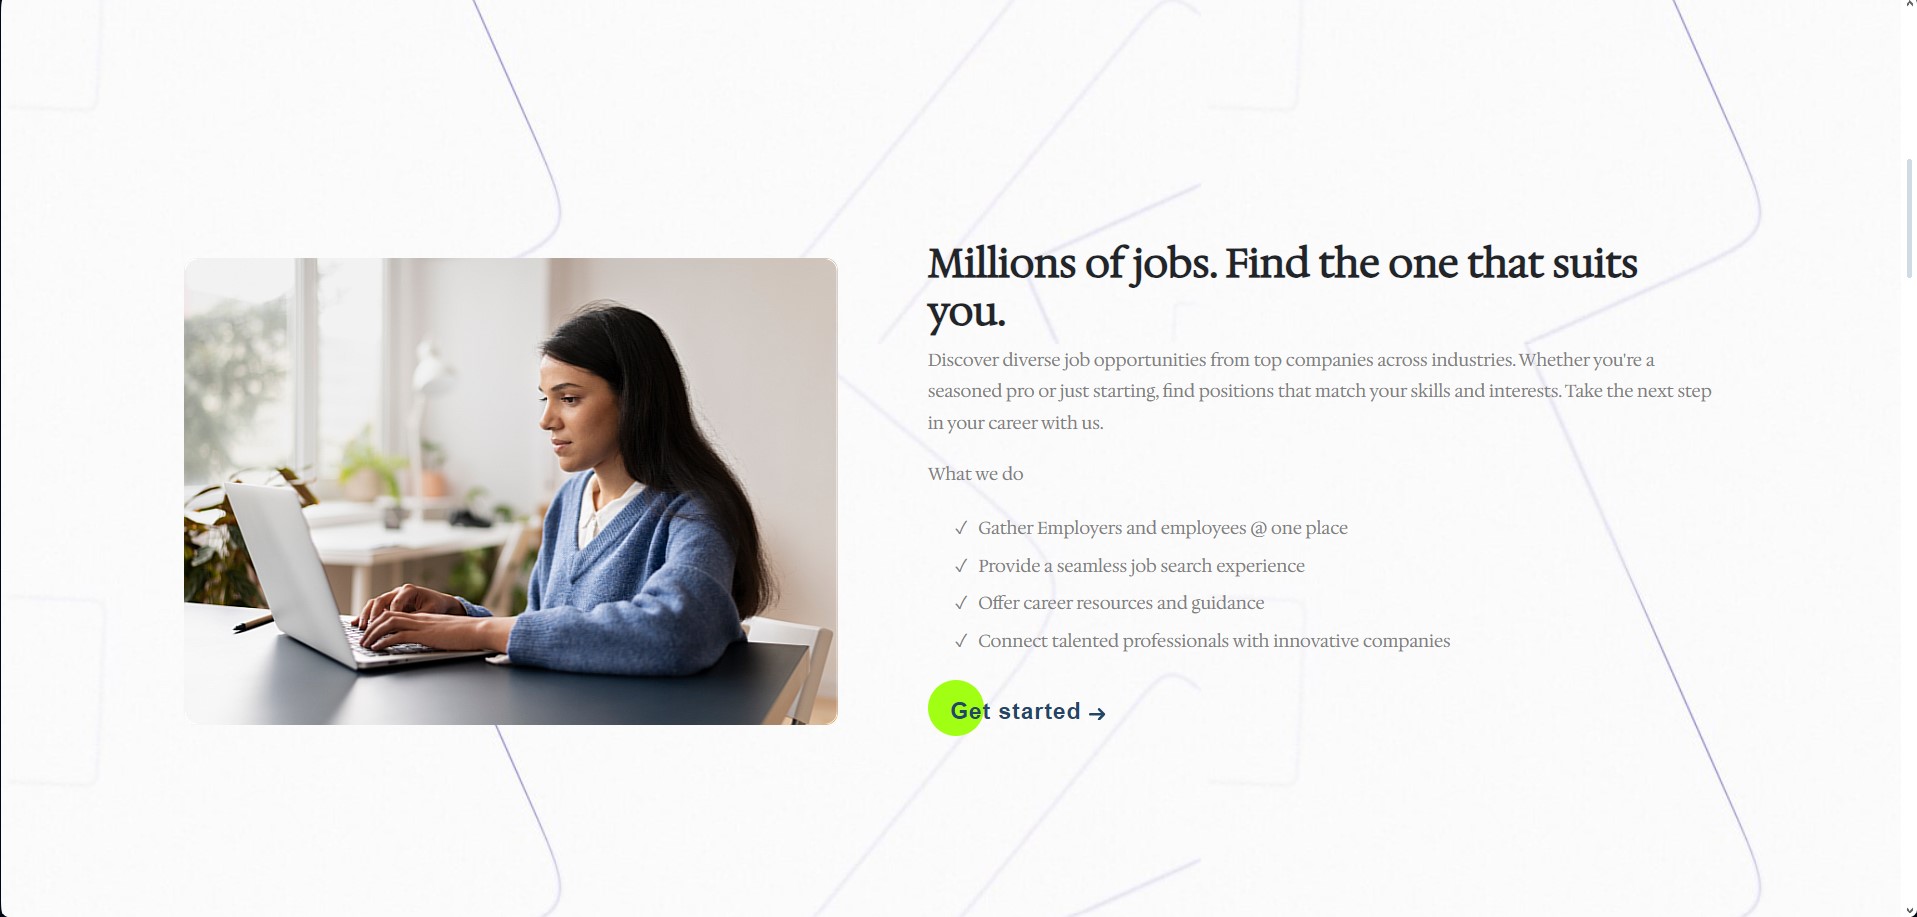 Millions of jobs. Find the one that suits
you.
Discover diverse job opportunities from top companies across industries. Whether you're a
seasoned pro or just starting, find positions that match your skills and interests. Take the next step
in your career with us.
What we do
✓ Gather Employers and employees @ one place
✓ Provide a seamless job search experience
✓ Offer career resources and guidance
✓ Connect talented professionals with innovative companies
Get started →